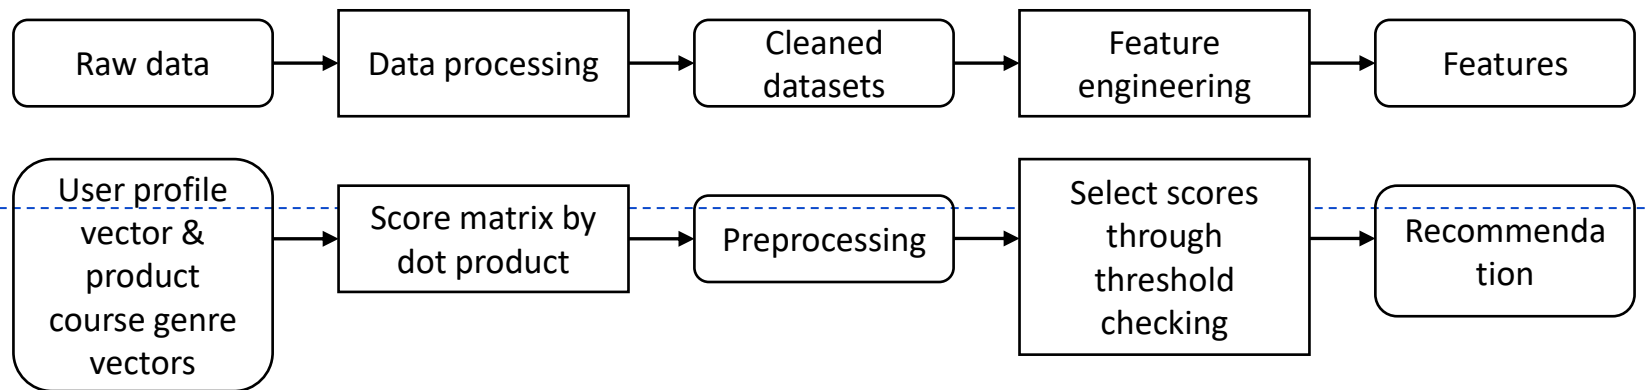 Raw data
Data processing
Cleaned
datasets
Feature
engineering
Features
User profile
vector &
product
course genre
vectors
Score matrix by
dot product
Preprocessing
Select scores
through
threshold
checking
Recommenda
tion